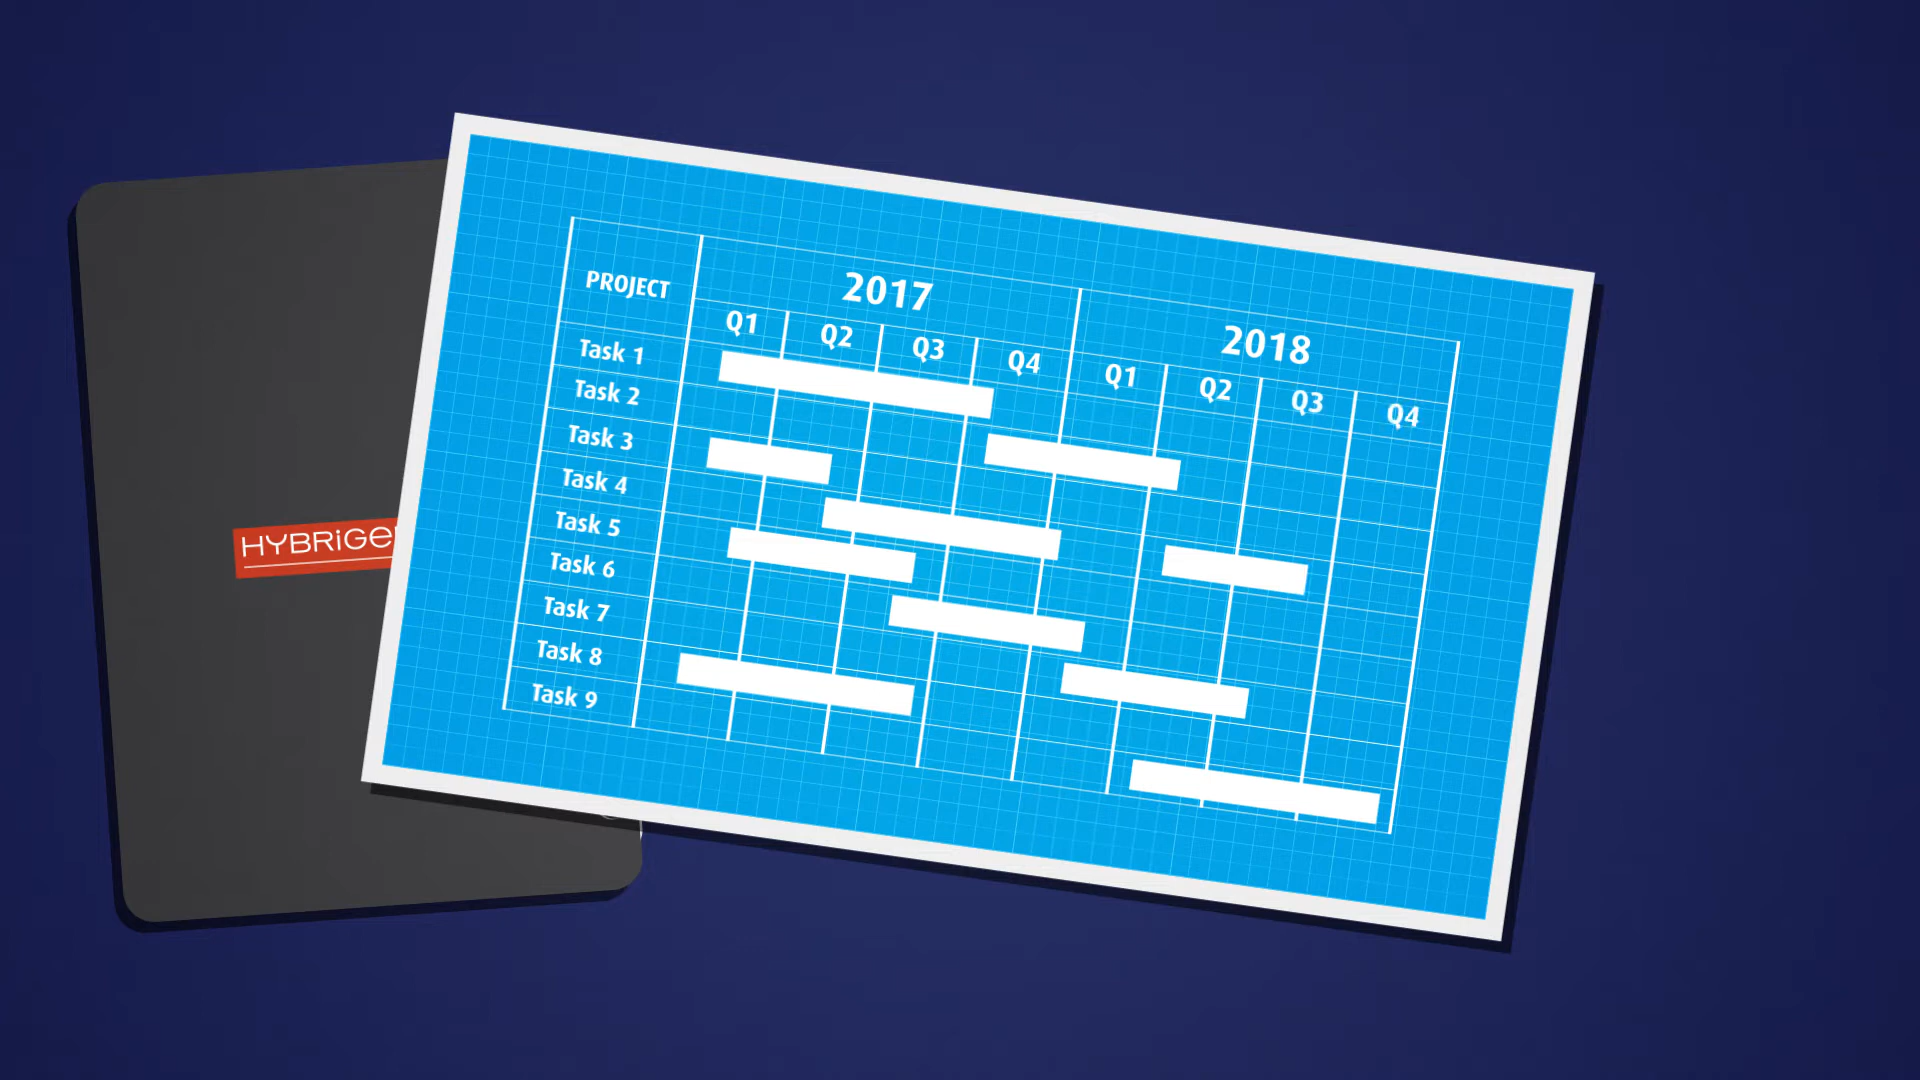 PROJECT
2017
2018
Q1 Q2 Q3 Q4 Q1 Q2 Q3 Q4
Task 1
Task 2
Task 3
Task 4
Task 5
Task 6
Task 7
Task 8
Task 9